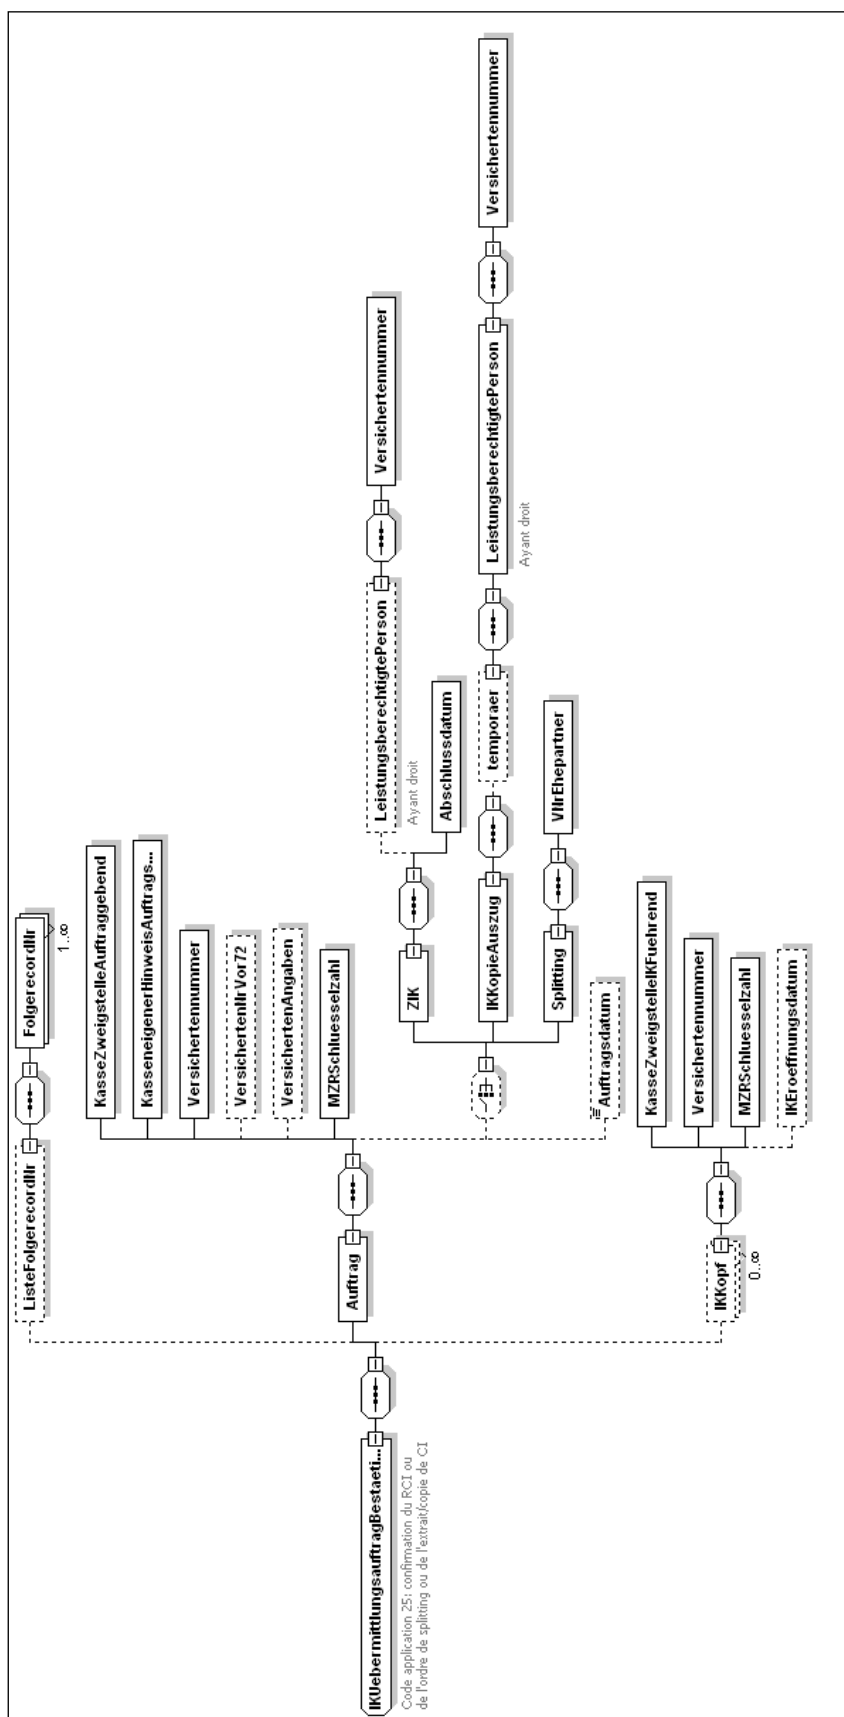 IKUebermittlungsauftragBestaeti...
Code application 25: confirmation du RCI ou
de l'ordre de splitting ou de l'extrait/copie de CI
ListeFolgerecordNr
FolgerecordNr
1..∞
Auftrag
KasseZweigstelleAuftraggebend
KasseneigenerHinweisAuftrags...
Versichertennummer
VersichertenNrVor72
VersichertenAngaben
MZRSchluesselzahl
ZIK
LeistungsberechtigtePerson
Ayant droit
Versichertennummer
Abschlussdatum
IKKopieAuszug
temporaer
LeistungsberechtigtePerson
Ayant droit
Versichertennummer
Splitting
VNrEhepartner
Auftragsdatum
IKKopf
0..∞
KasseZweigstelleIKFuehrend
Versichertennummer
MZRSchluesselzahl
IKEroeffnungsdatum